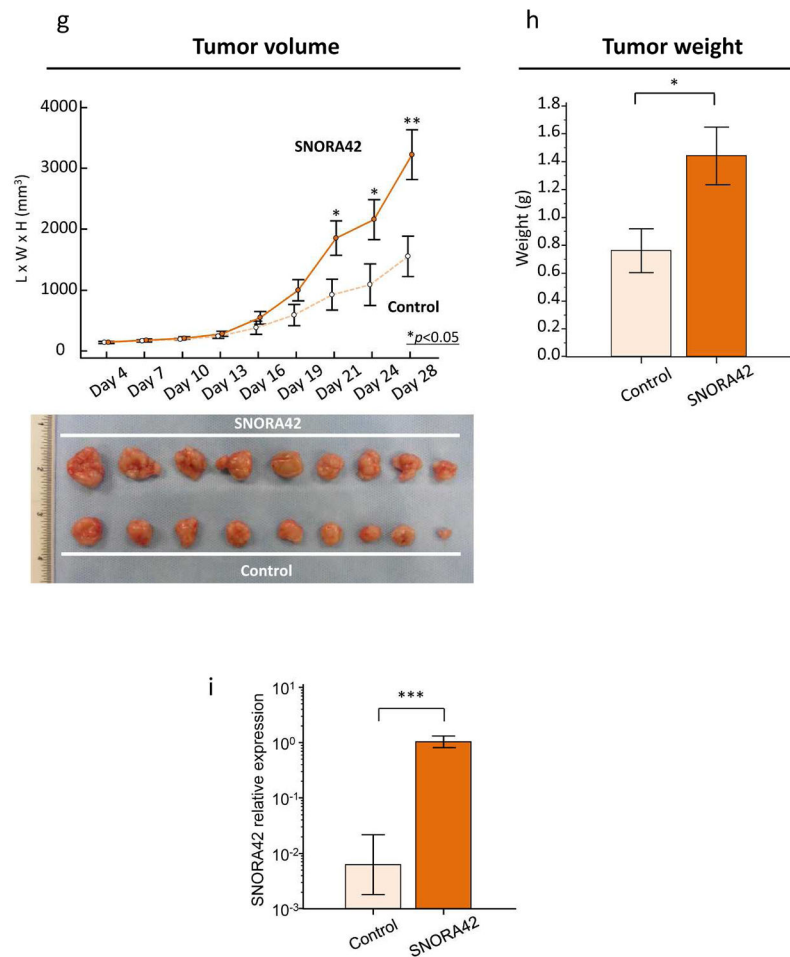 g
Tumor volume
L x W x H (mm³)
4000
3000
2000
1000
0
SNORA42
*
*
**
Control
*p<0.05
Day 4
Day 7
Day 10
Day 13
Day 16
Day 19
Day 21
Day 24
Day 28
SNORA42
Control
h
Tumor weight
*
Weight (g)
1.8
1.6
1.4
1.2
1.0
0.8
0.6
0.4
0.2
0.0
Control
SNORA42
i
***
SNORA42 relative expression
10¹
10⁰
10⁻¹
10⁻²
10⁻³
Control
SNORA42